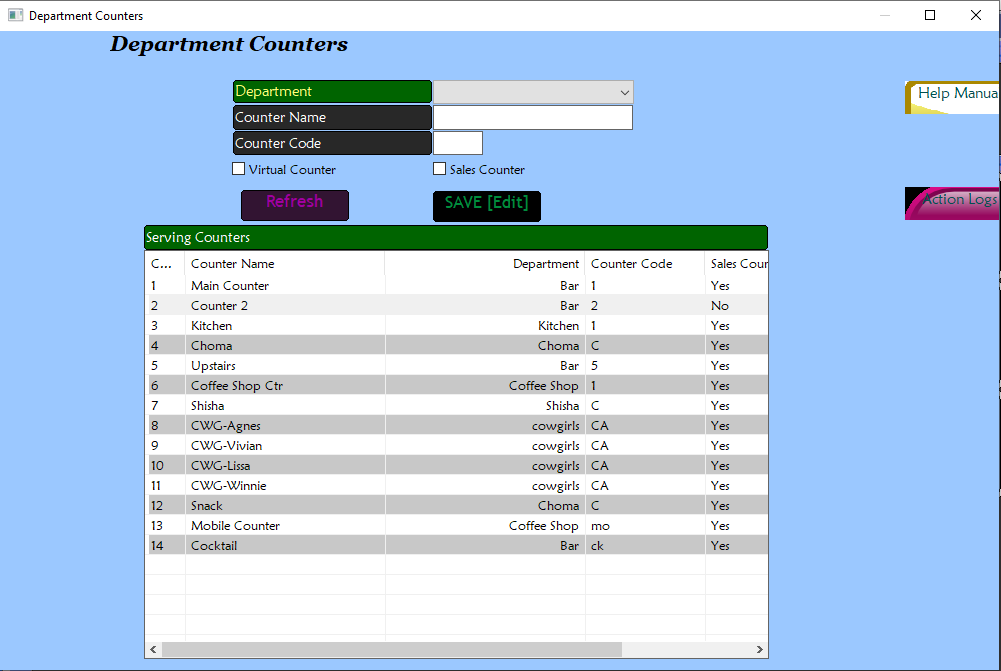 Department Counters
Department Counters
Department
Help Manua
Counter Name
Counter Code
Virtual Counter Sales Counter
Refresh SAVE [Edit] Action Logs
Serving Counters
C... Counter Name Department Counter Code Sales Cour
1 Main Counter Bar 1 Yes
2 Counter 2 Bar 2 No
3 Kitchen Kitchen 1 Yes
4 Choma Choma C Yes
5 Upstairs Bar 5 Yes
6 Coffee Shop Ctr Coffee Shop 1 Yes
7 Shisha Shisha C Yes
8 CWG-Agnes cowgirls CA Yes
9 CWG-Vivian cowgirls CA Yes
10 CWG-Lissa cowgirls CA Yes
11 CWG-Winnie cowgirls CA Yes
12 Snack Choma C Yes
13 Mobile Counter Coffee Shop mo Yes
14 Cocktail Bar ck Yes